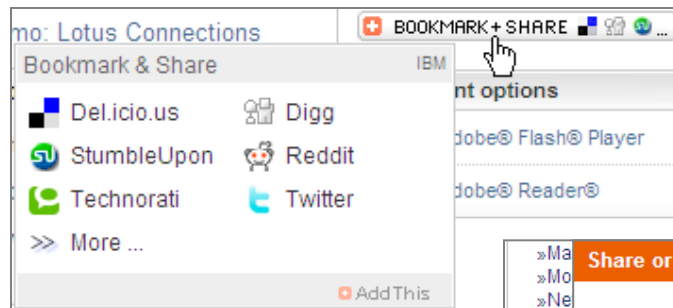 mo: Lotus Connections
BOOKMARK+SHARE ...
Bookmark & Share IBM
nt options
Del.icio.us Digg
dobe® Flash® Player
StumbleUpon Reddit
Technorati Twitter
dobe® Reader®
>> More ...
»Ma
Share or
»Mo
AddThis
»Ne